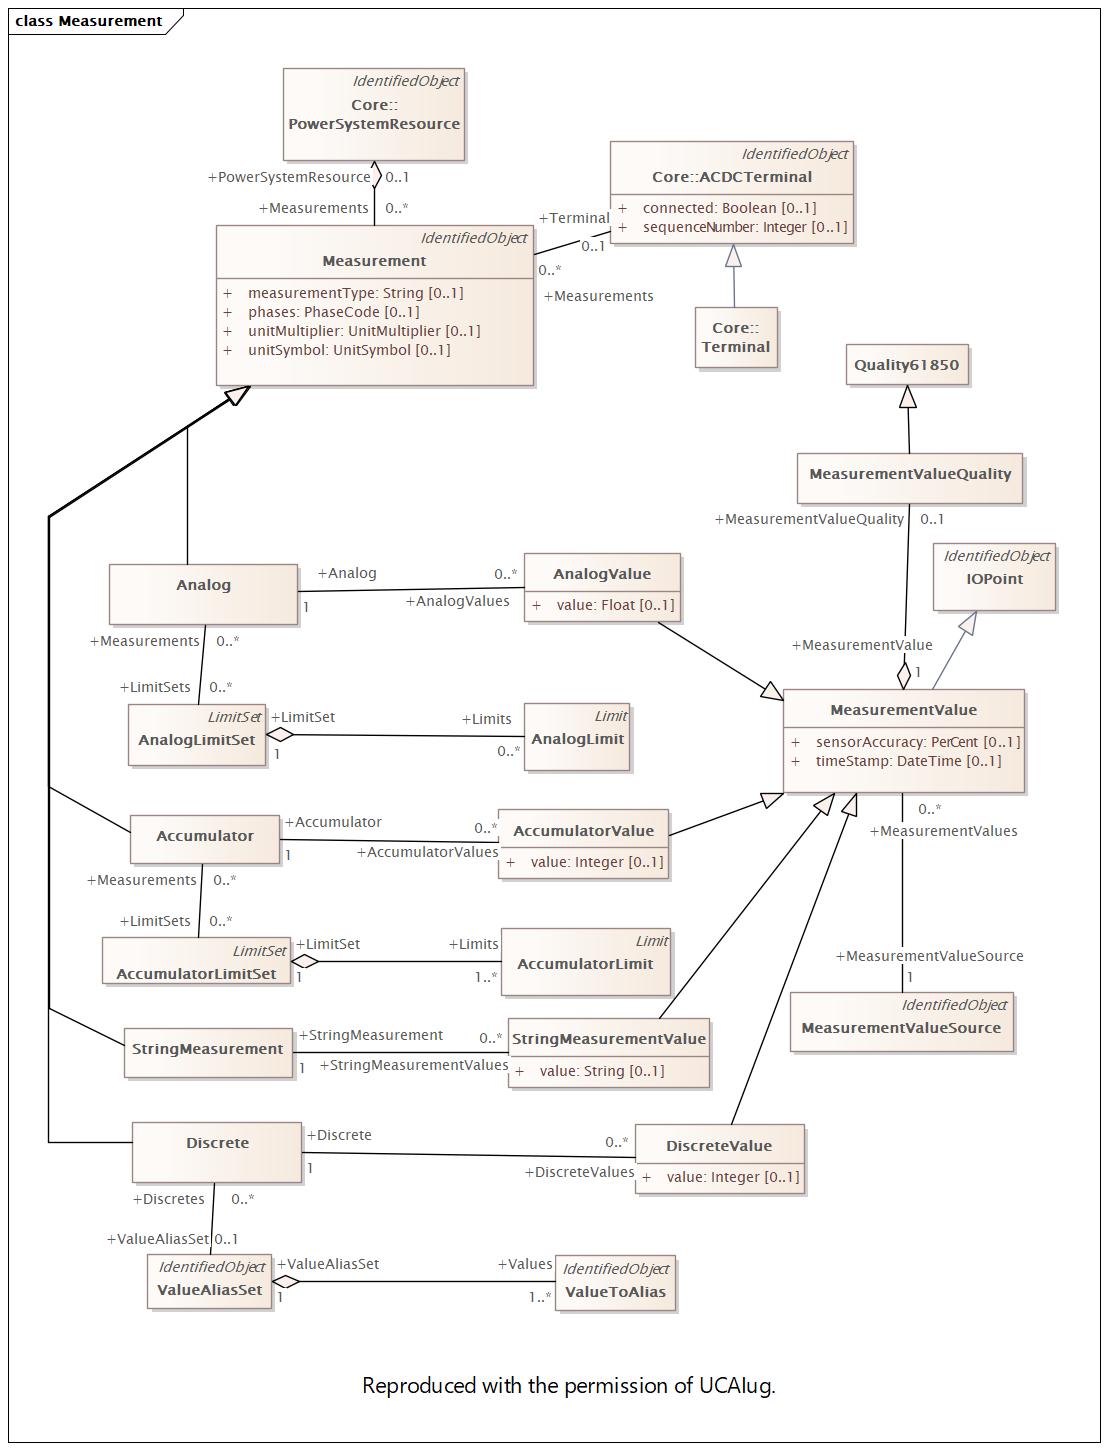 class Measurement
IdentifiedObject
Core::
PowerSystemResource
+PowerSystemResource 0..1
+Measurements 0..*
IdentifiedObject
Core::ACDCTerminal
+ connected: Boolean [0..1]
+ sequenceNumber: Integer [0..1]
+Terminal
0..1
0..*
+Measurements
IdentifiedObject
Measurement
+ measurementType: String [0..1]
+ phases: PhaseCode [0..1]
+ unitMultiplier: UnitMultiplier [0..1]
+ unitSymbol: UnitSymbol [0..1]
Core::
Terminal
Quality61850
MeasurementValueQuality
+MeasurementValueQuality 0..1
IdentifiedObject
IOPoint
+MeasurementValue
1
Analog
+Analog 0..*
1 +AnalogValues
AnalogValue
+ value: Float [0..1]
+Measurements 0..*
+LimitSets 0..*
LimitSet
AnalogLimitSet
+LimitSet +Limits
1 0..*
Limit
AnalogLimit
MeasurementValue
+ sensorAccuracy: PerCent [0..1]
+ timeStamp: DateTime [0..1]
0..*
+MeasurementValues
Accumulator
+Accumulator 0..*
1 +AccumulatorValues
AccumulatorValue
+ value: Integer [0..1]
+Measurements 0..*
+LimitSets 0..*
LimitSet
AccumulatorLimitSet
+LimitSet +Limits
1 1..*
Limit
AccumulatorLimit
+MeasurementValueSource
1
IdentifiedObject
MeasurementValueSource
StringMeasurement
+StringMeasurement 0..*
1 +StringMeasurementValues
StringMeasurementValue
+ value: String [0..1]
Discrete
+Discrete 0..*
1 +DiscreteValues
DiscreteValue
+ value: Integer [0..1]
+Discretes 0..*
+ValueAliasSet 0..1
IdentifiedObject
ValueAliasSet
+ValueAliasSet +Values
1 1..*
IdentifiedObject
ValueToAlias
Reproduced with the permission of UCAIug.